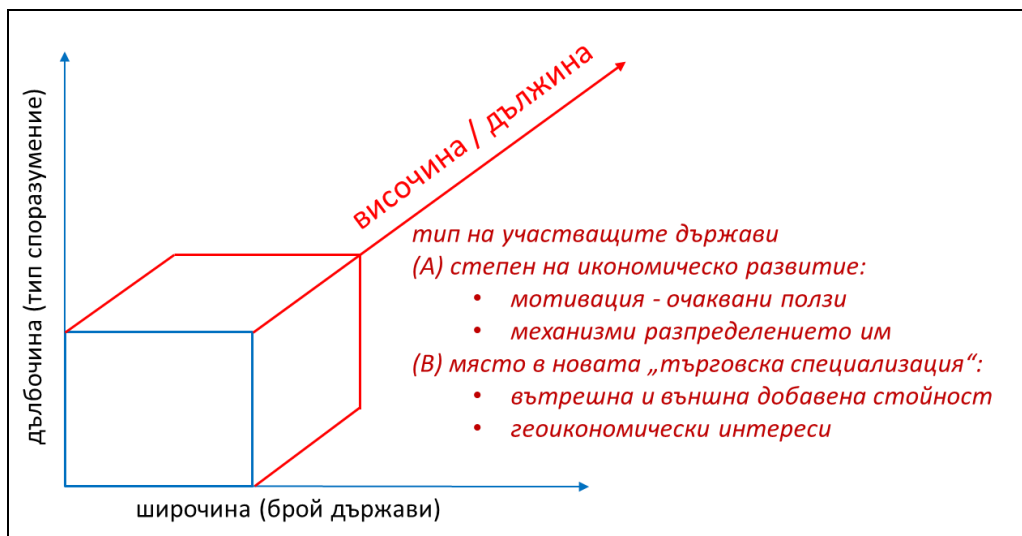 дълбочина (тип споразумение)
височина / дължина
тип на участващите държави
(А) степен на икономическо развитие:
• мотивация - очаквани ползи
• механизми разпределението им
(В) място в новата „търговска специализация“:
• вътрешна и външна добавена стойност
• геоикономически интереси
широчина (брой държави)